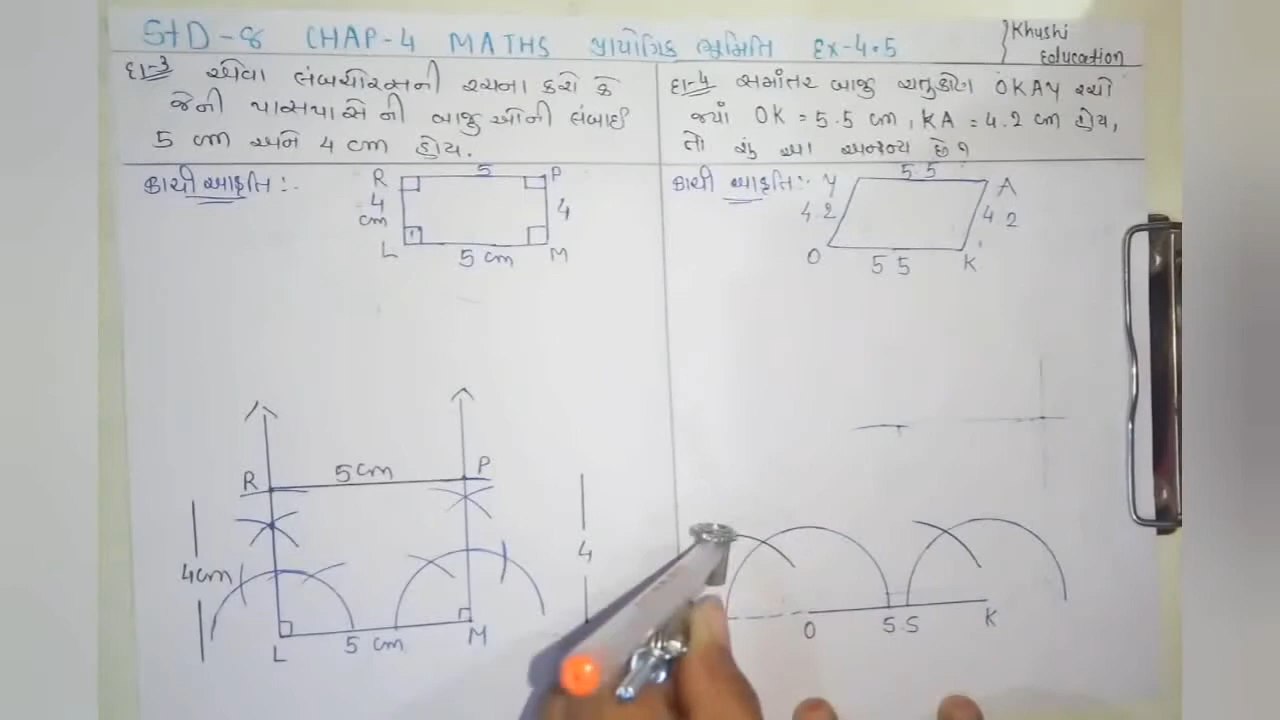 STD-8 CHAP-4 MATHS પ્રાયોગિક ભૂમિતિ Ex-4.5
Khushi
Education
દા-3 એવા લંબચોરસની રચના કરો કે
જેની પાસપાસે ની બાજુ ઓની લંબાઈ
5 cm અને 4 cm હોય.
કાચી આકૃતિ :-
R 5 P
4
cm
4
L 5 cm M
R 5cm P
4cm
4
L 5 cm M
દા-4 સમાંતર બાજુ ચતુષ્કોણ OKAY રચો
જ્યાં OK = 5.5 cm, KA = 4.2 cm હોય,
તો શું આ અનન્ય છે ?
કાચી આકૃતિ:- Y 5.5 A
4.2 4 2
O 5 5 K
O 5.5 K